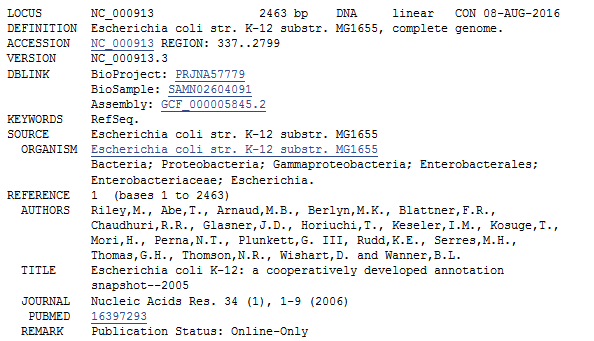 LOCUS       NC_000913               2463 bp    DNA     linear   CON 08-AUG-2016
DEFINITION  Escherichia coli str. K-12 substr. MG1655, complete genome.
ACCESSION   NC_000913 REGION: 337..2799
VERSION     NC_000913.3
DBLINK      BioProject: PRJNA57779
            BioSample: SAMN02604091
            Assembly: GCF_000005845.2
KEYWORDS    RefSeq.
SOURCE      Escherichia coli str. K-12 substr. MG1655
  ORGANISM  Escherichia coli str. K-12 substr. MG1655
            Bacteria; Proteobacteria; Gammaproteobacteria; Enterobacterales;
            Enterobacteriaceae; Escherichia.
REFERENCE   1  (bases 1 to 2463)
  AUTHORS   Riley,M., Abe,T., Arnaud,M.B., Berlyn,M.K., Blattner,F.R.,
            Chaudhuri,R.R., Glasner,J.D., Horiuchi,T., Keseler,I.M., Kosuge,T.,
            Mori,H., Perna,N.T., Plunkett,G. III, Rudd,K.E., Serres,M.H.,
            Thomas,G.H., Thomson,N.R., Wishart,D. and Wanner,B.L.
  TITLE     Escherichia coli K-12: a cooperatively developed annotation
            snapshot--2005
  JOURNAL   Nucleic Acids Res. 34 (1), 1-9 (2006)
   PUBMED   16397293
  REMARK    Publication Status: Online-Only